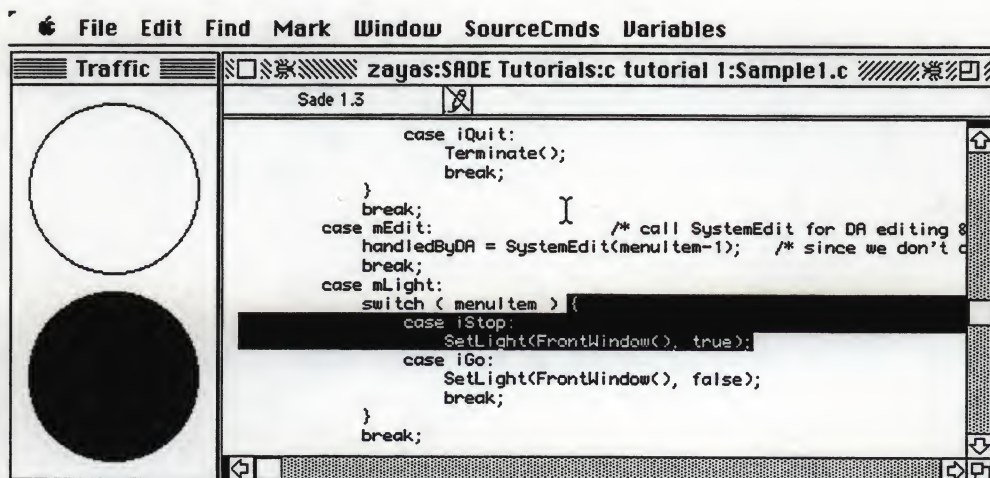 File Edit Find Mark Window SourceCmds Variables
Traffic
zayas:SADE Tutorials:c tutorial 1:Sample1.c
Sade 1.3
case iQuit:
Terminate();
break;
}
break;
case mEdit: /* call SystemEdit for DA editing &
handledByDA = SystemEdit(menuItem-1); /* since we don't
break;
case mLight:
switch ( menuItem ) {
case iStop:
SetLight(FrontWindow(), true);
case iGo:
SetLight(FrontWindow(), false);
break;
}
break;